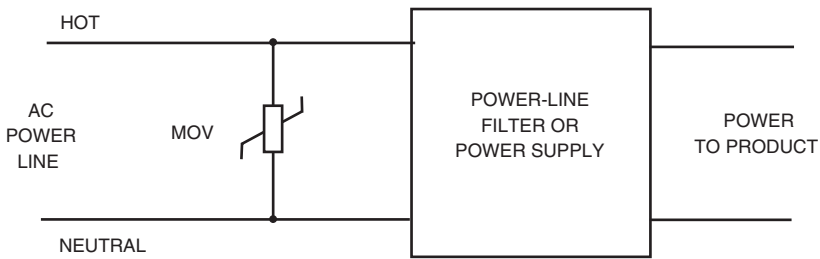 HOT
AC
POWER
LINE
MOV
POWER-LINE
FILTER OR
POWER SUPPLY
POWER
TO PRODUCT
NEUTRAL